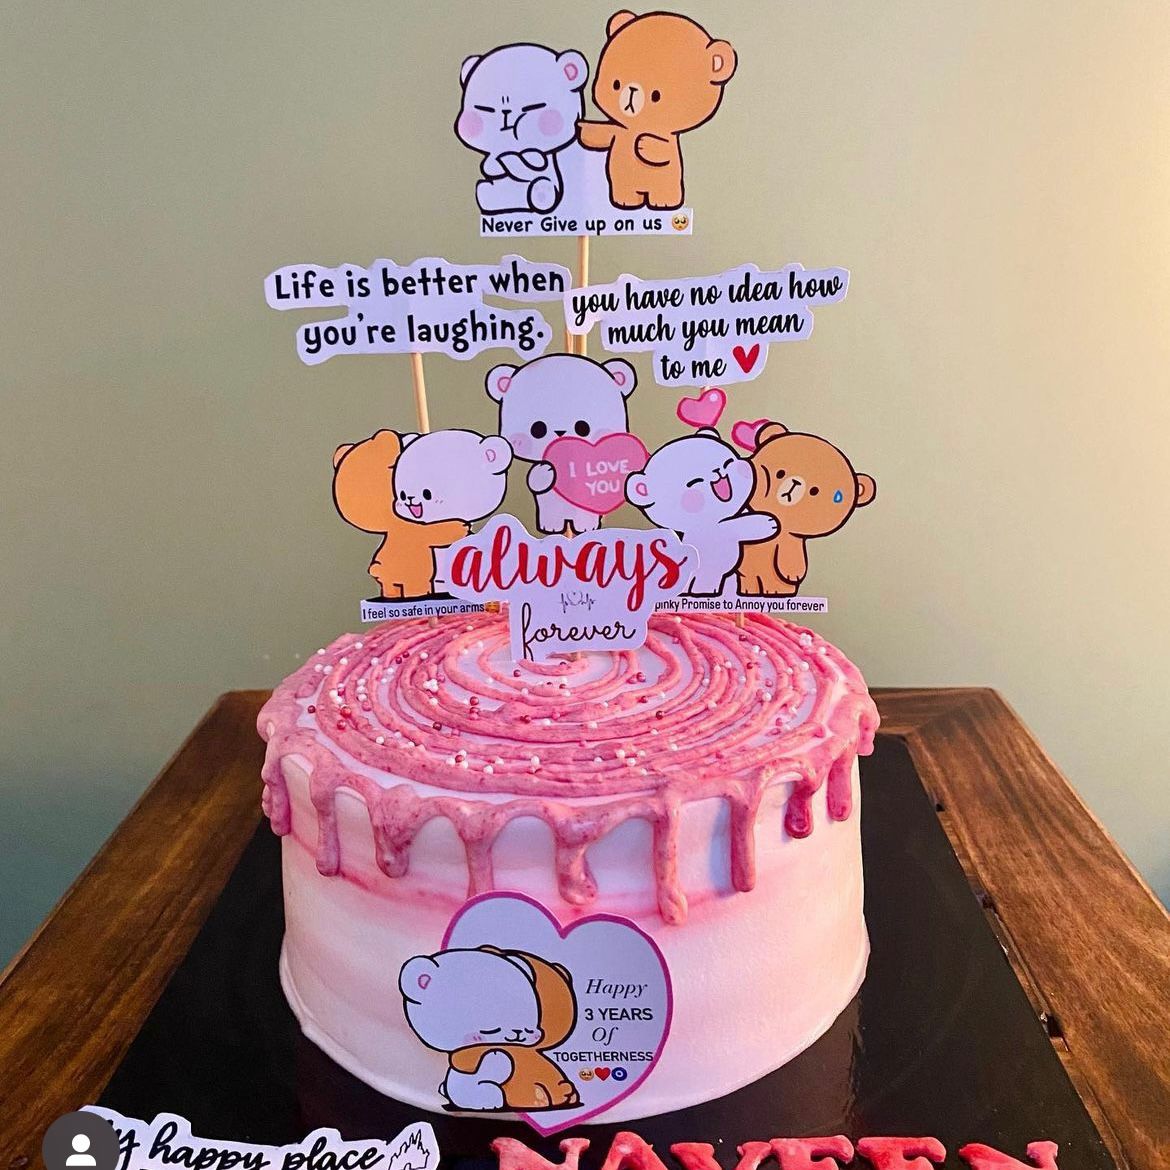 Never Give up on us 🥺
Life is better when
you're laughing.
you have no idea how
much you mean
to me ❤
I LOVE
YOU
always
forever
I feel so safe in your arms🥰
pinky Promise to Annoy you forever
Happy
3 YEARS
Of
TOGETHERNESS
🥺❤️🧿
happy place
NAVEEN